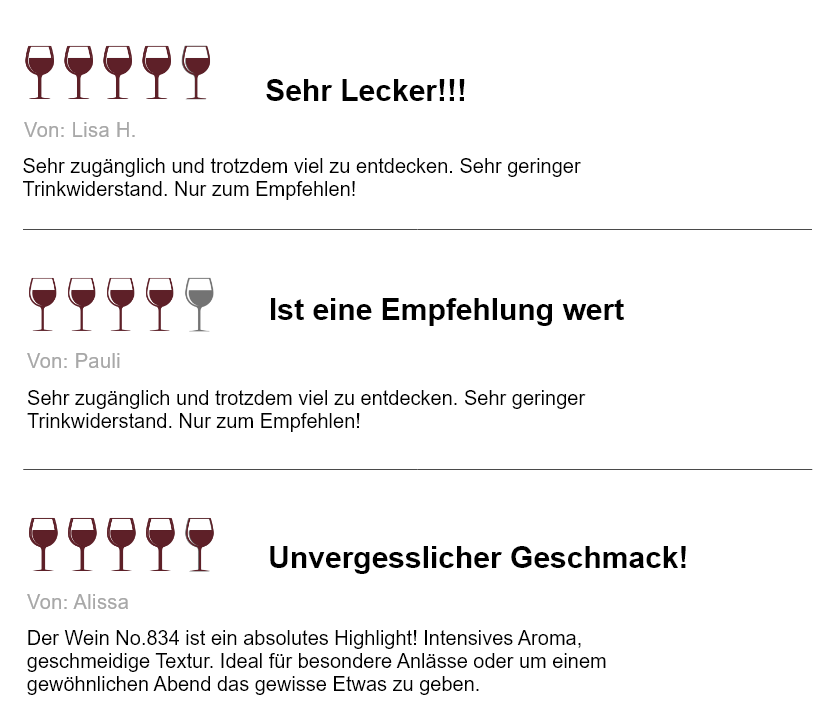 Sehr Lecker!!!
Von: Lisa H.
Sehr zugänglich und trotzdem viel zu entdecken. Sehr geringer
Trinkwiderstand. Nur zum Empfehlen!
Ist eine Empfehlung wert
Von: Pauli
Sehr zugänglich und trotzdem viel zu entdecken. Sehr geringer
Trinkwiderstand. Nur zum Empfehlen!
Unvergesslicher Geschmack!
Von: Alissa
Der Wein No.834 ist ein absolutes Highlight! Intensives Aroma,
geschmeidige Textur. Ideal für besondere Anlässe oder um einem
gewöhnlichen Abend das gewisse Etwas zu geben.